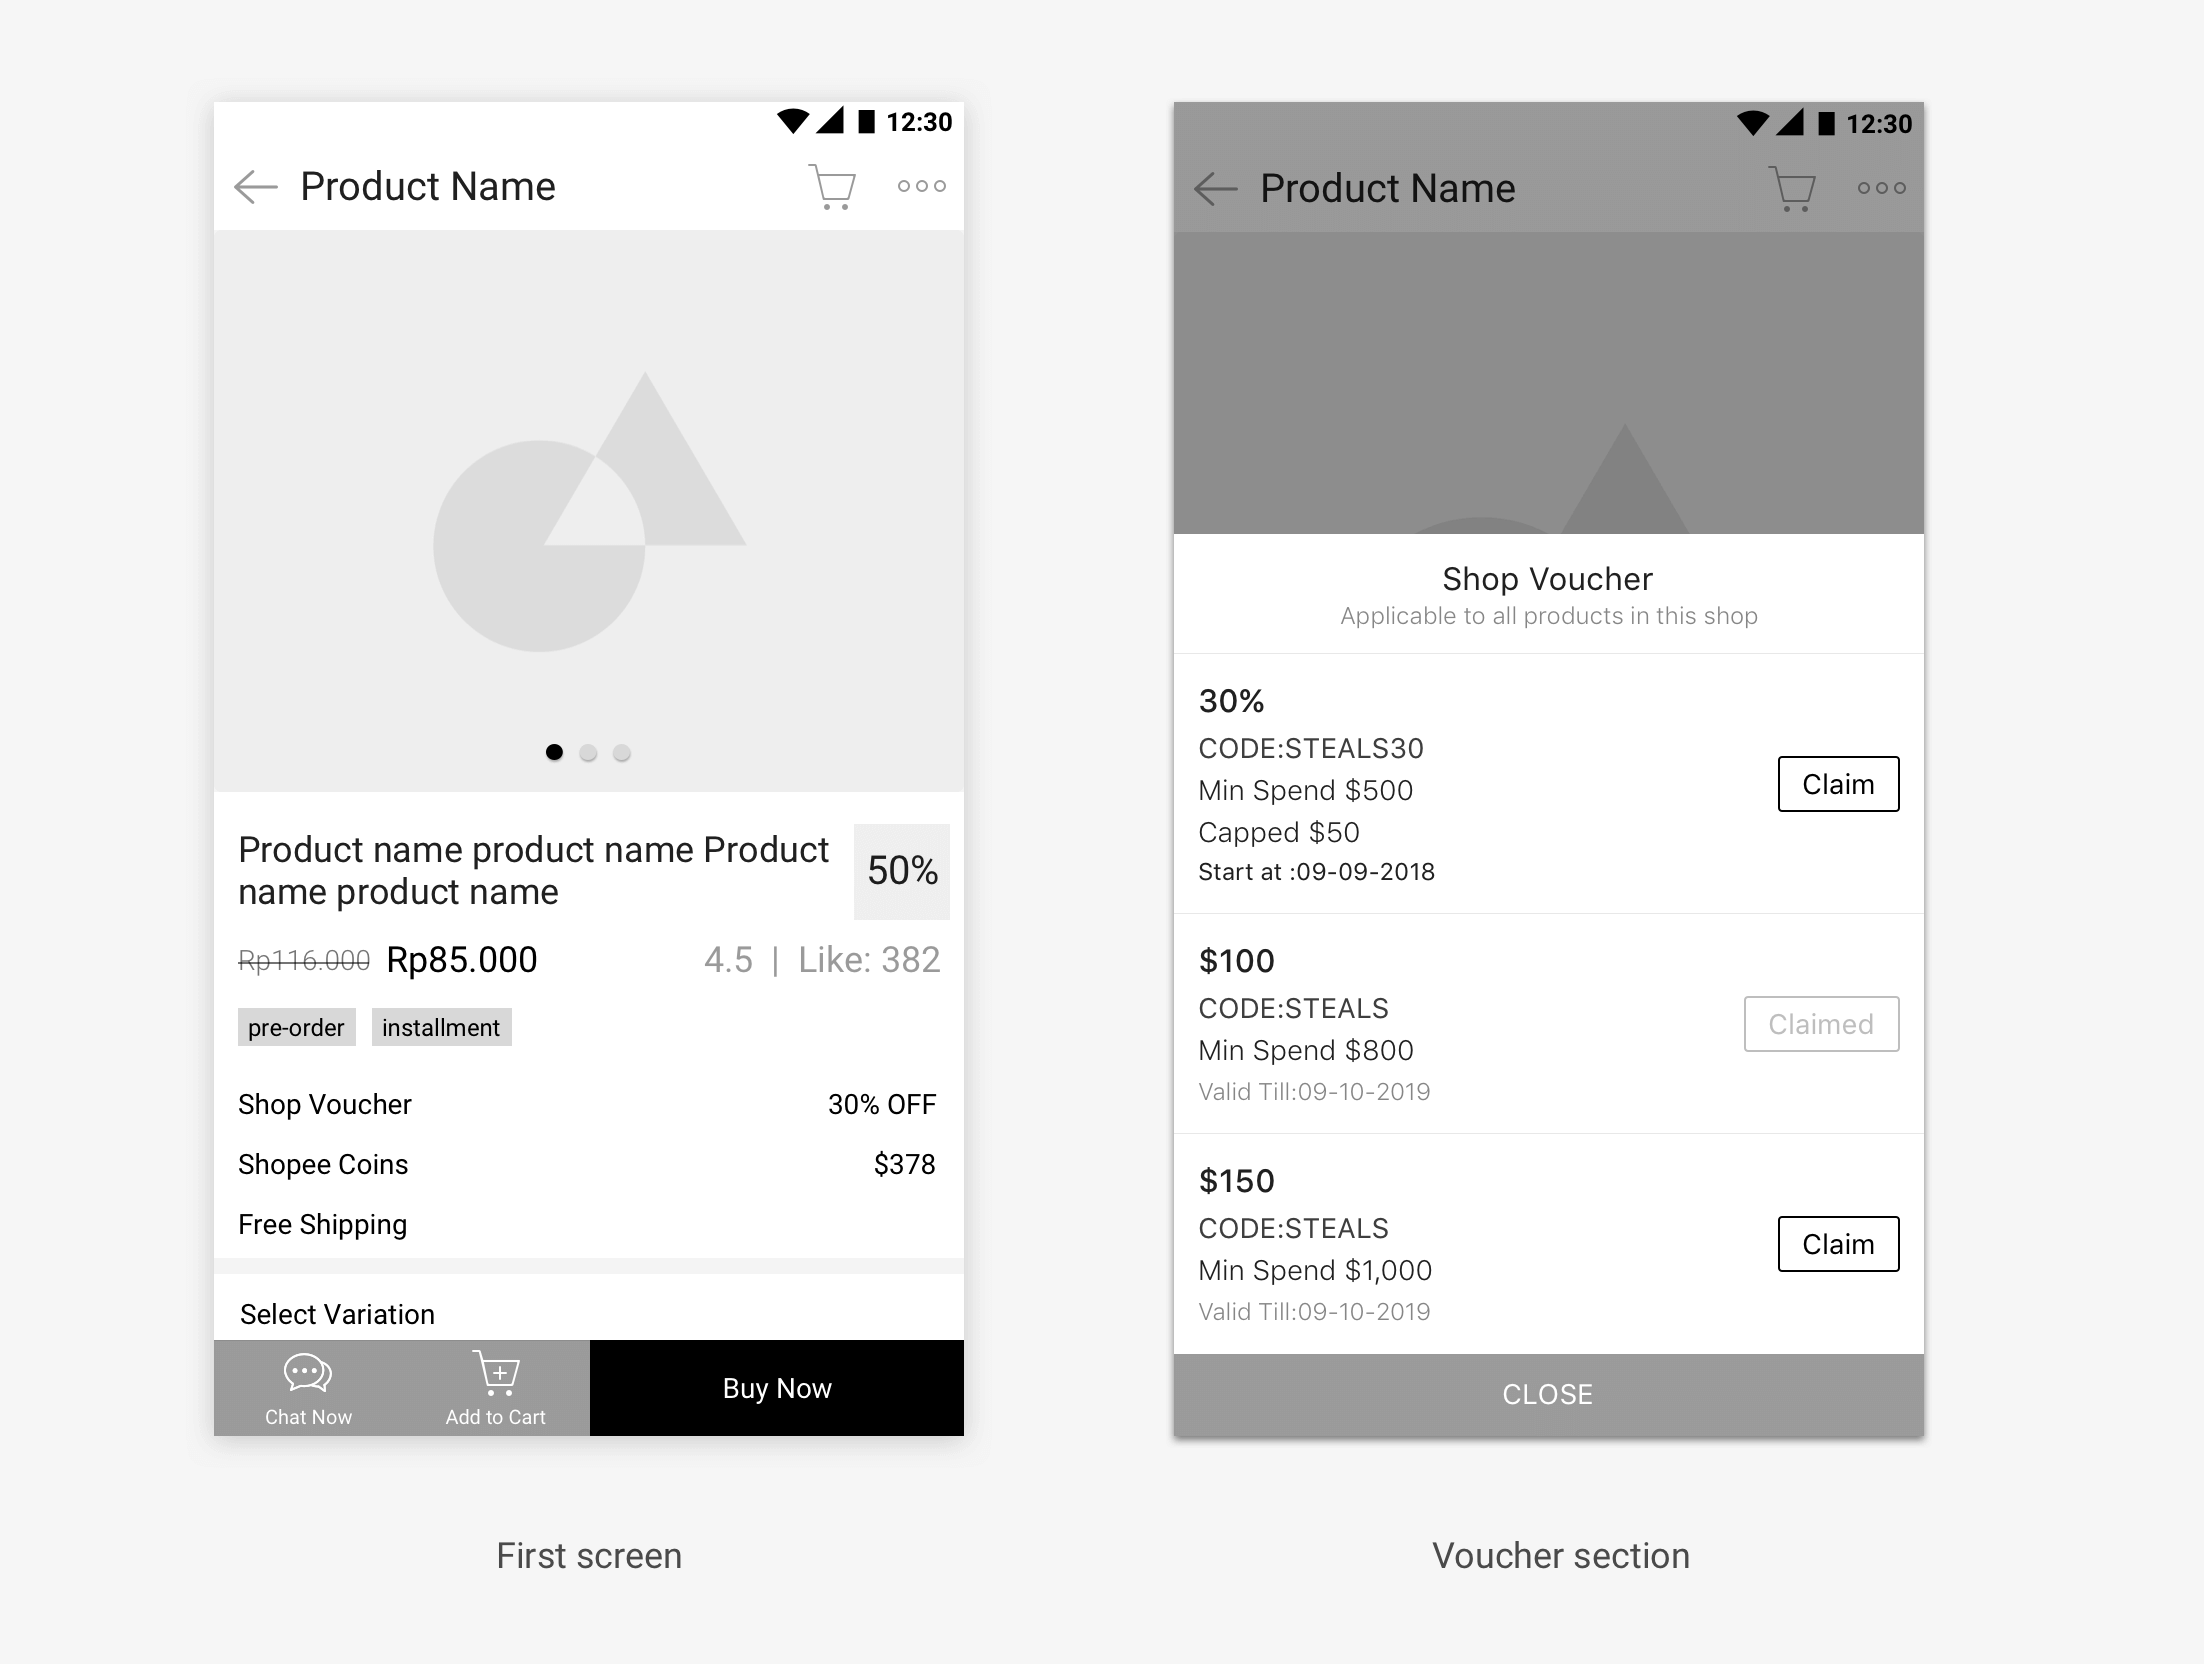 12:30
Product Name
Product name product name Product
name product name
50%
Rp116.000 Rp85.000
4.5 | Like: 382
pre-order installment
Shop Voucher 30% OFF
Shopee Coins $378
Free Shipping
Select Variation
Chat Now Add to Cart Buy Now
First screen
12:30
Product Name
Shop Voucher
Applicable to all products in this shop
30%
CODE:STEALS30
Min Spend $500
Capped $50
Start at :09-09-2018
Claim
$100
CODE:STEALS
Min Spend $800
Valid Till:09-10-2019
Claimed
$150
CODE:STEALS
Min Spend $1,000
Valid Till:09-10-2019
Claim
CLOSE
Voucher section